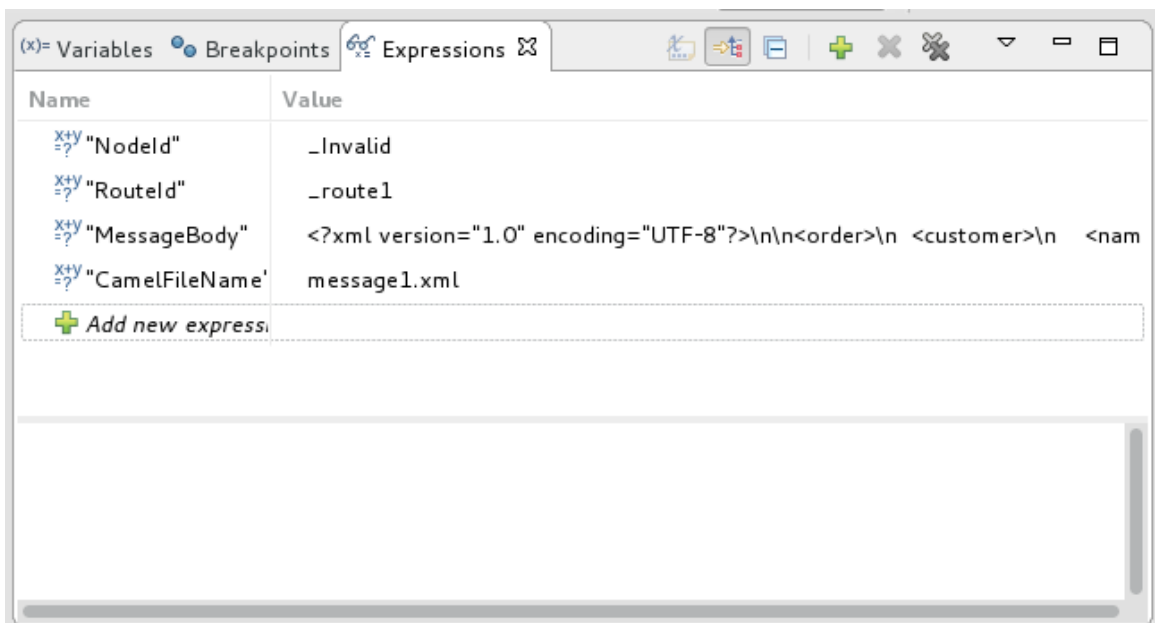 (x)= Variables Breakpoints Expressions
Name Value
"NodeId" _Invalid
"RouteId" _route1
"MessageBody" <?xml version="1.0" encoding="UTF-8"?>\n\n<order>\n <customer>\n <nam
"CamelFileName' message1.xml
Add new expressi